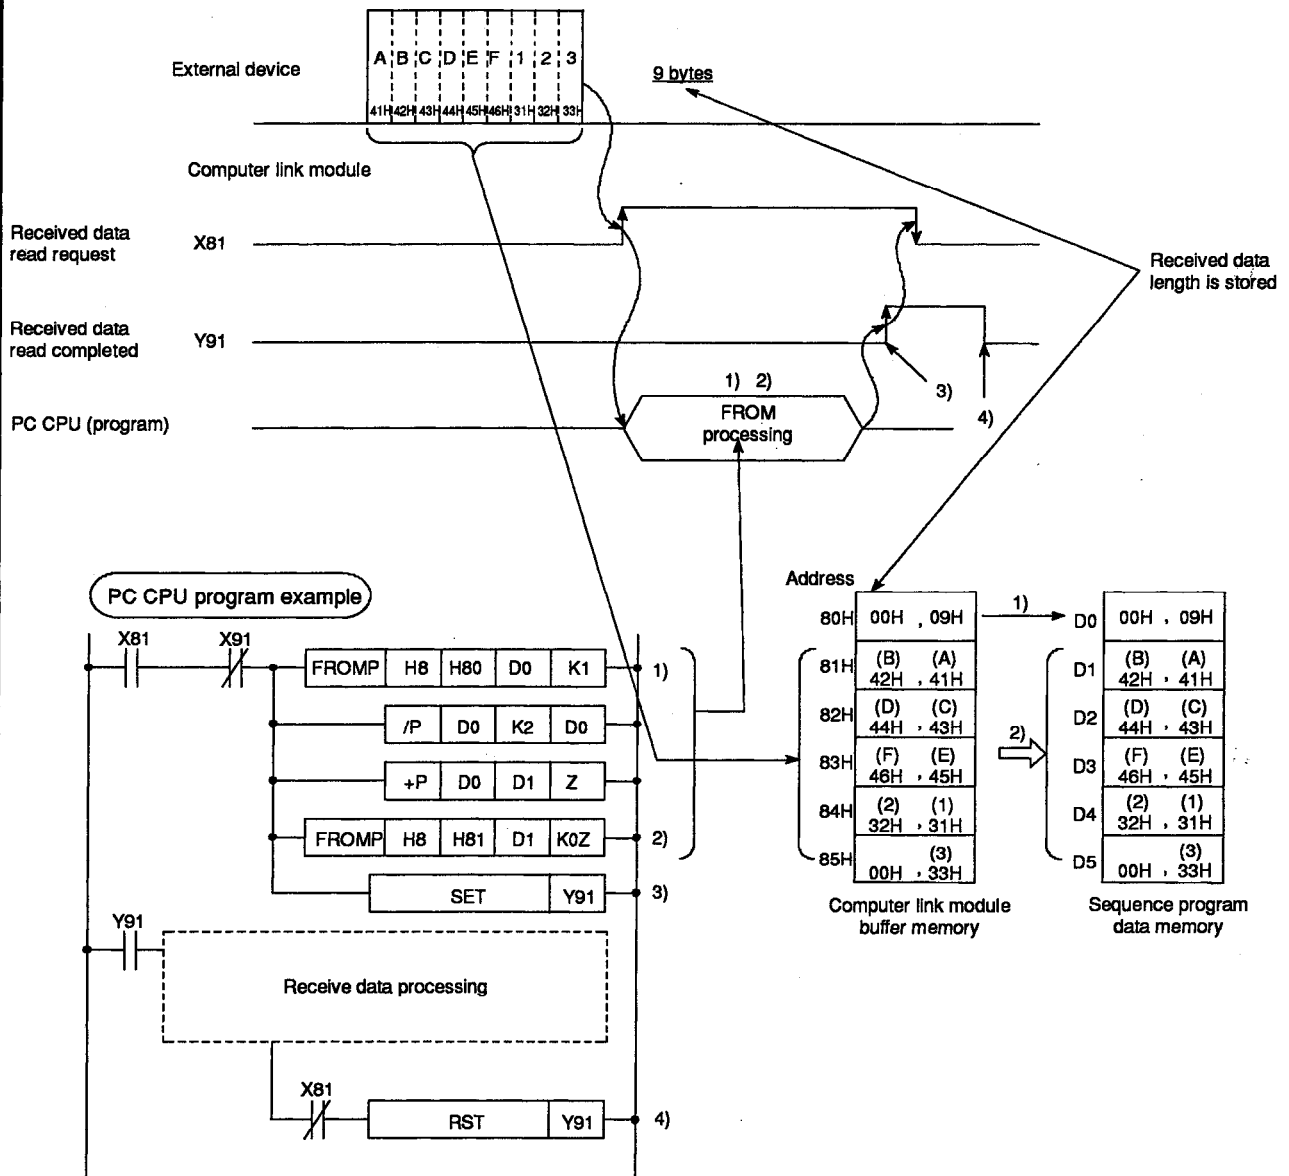 External device
A B C D E F 1 2 3
41H 42H 43H 44H 45H 46H 31H 32H 33H
9 bytes
Computer link module
Received data
read request
X81
Received data
length is stored
Received data
read completed
Y91
3)
4)
PC CPU (program)
1) 2)
FROM
processing
PC CPU program example
X81
X91
FROMP H8 H80 D0 K1
1)
/P D0 K2 D0
+P D0 D1 Z
FROMP H8 H81 D1 K0Z
2)
SET Y91
3)
Y91
Receive data processing
X81
RST Y91
4)
Address
80H 00H , 09H
81H (B) (A)
42H , 41H
82H (D) (C)
44H , 43H
83H (F) (E)
46H , 45H
84H (2) (1)
32H , 31H
85H (3)
00H , 33H
Computer link module
buffer memory
1)
2)
D0 00H , 09H
D1 (B) (A)
42H , 41H
D2 (D) (C)
44H , 43H
D3 (F) (E)
46H , 45H
D4 (2) (1)
32H , 31H
D5 (3)
00H , 33H
Sequence program
data memory